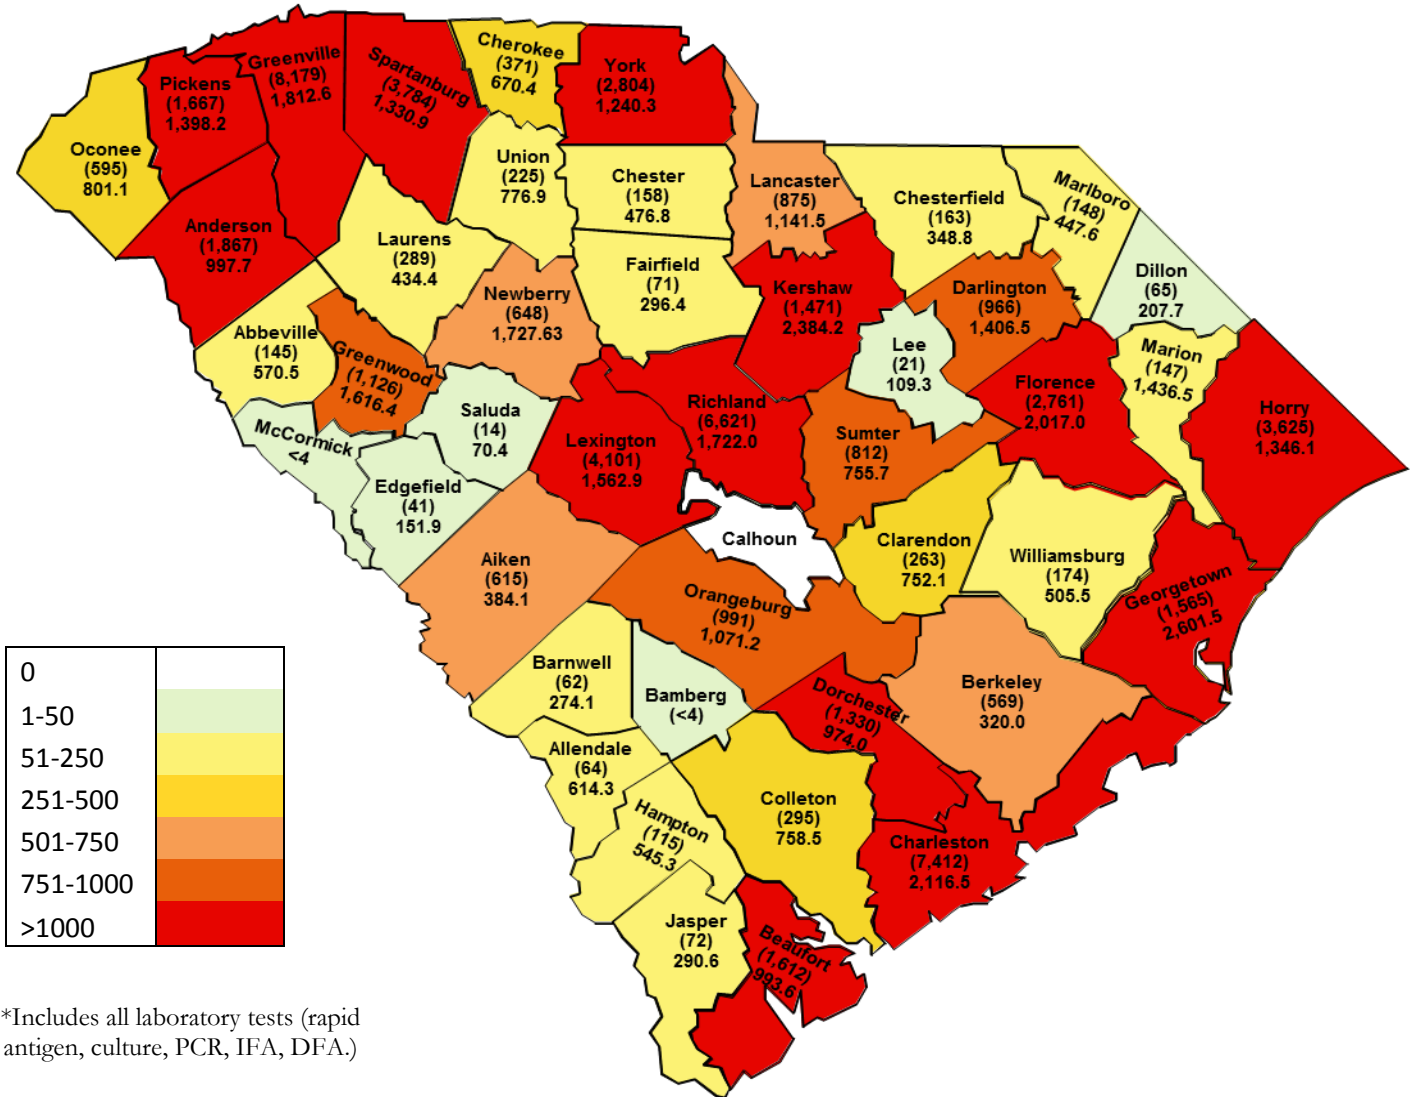 Cherokee
(371)
670.4
York
(2,804)
1,240.3
Greenville
(8,179)
1,812.6
Spartanburg
(3,784)
1,330.9
Pickens
(1,667)
1,398.2
Oconee
(595)
801.1
Union
(225)
776.9
Chester
(158)
476.8
Lancaster
(875)
1,141.5
Chesterfield
(163)
348.8
Marlboro
(148)
447.6
Anderson
(1,867)
997.7
Laurens
(289)
434.4
Fairfield
(71)
296.4
Kershaw
(1,471)
2,384.2
Darlington
(966)
1,406.5
Dillon
(65)
207.7
Newberry
(648)
1,727.63
Abbeville
(145)
570.5
Greenwood
(1,126)
1,616.4
Lee
(21)
109.3
Marion
(147)
1,436.5
Florence
(2,761)
2,017.0
Horry
(3,625)
1,346.1
McCormick
<4
Saluda
(14)
70.4
Lexington
(4,101)
1,562.9
Richland
(6,621)
1,722.0
Sumter
(812)
755.7
Edgefield
(41)
151.9
Calhoun
Clarendon
(263)
752.1
Williamsburg
(174)
505.5
Georgetown
(1,565)
2,601.5
Aiken
(615)
384.1
Orangeburg
(991)
1,071.2
Barnwell
(62)
274.1
Bamberg
(<4)
Dorchester
(1,330)
974.0
Berkeley
(569)
320.0
Allendale
(64)
614.3
Hampton
(115)
545.3
Colleton
(295)
758.5
Charleston
(7,412)
2,116.5
Jasper
(72)
290.6
Beaufort
(1,612)
993.6
0
1-50
51-250
251-500
501-750
751-1000
>1000
*Includes all laboratory tests (rapid
antigen, culture, PCR, IFA, DFA.)